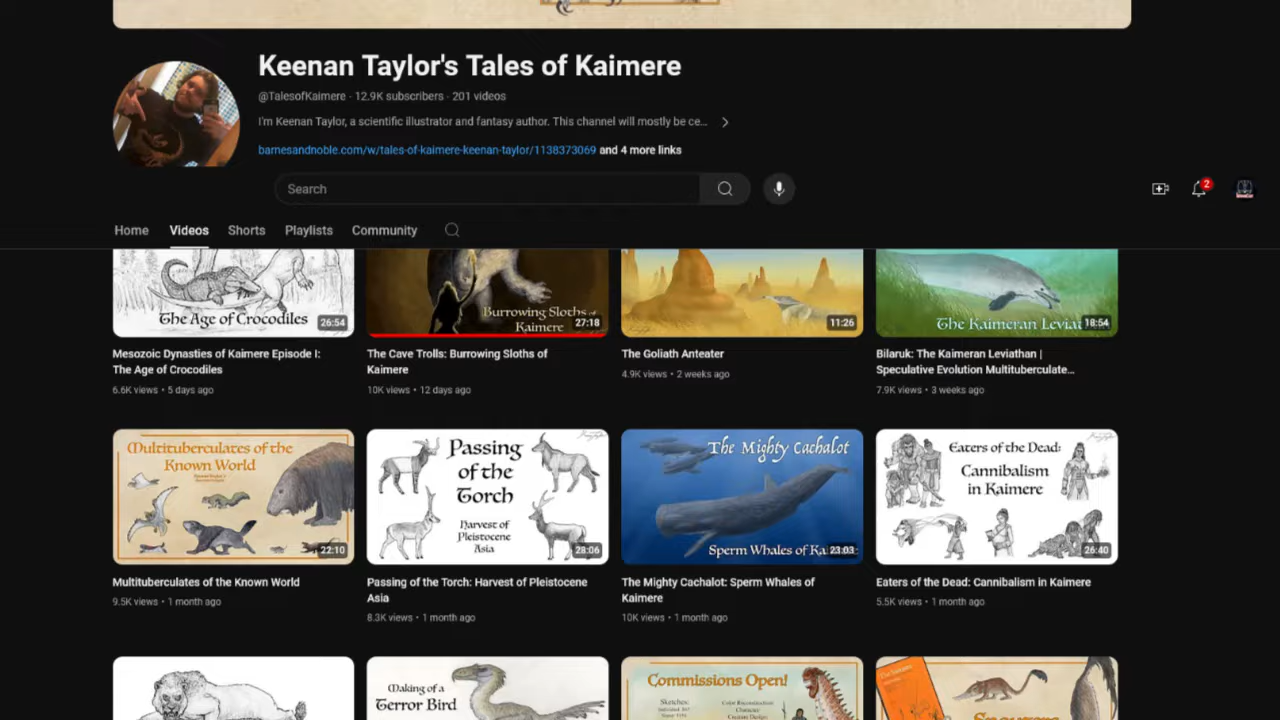 Keenan Taylor's Tales of Kaimere
@TalesofKaimere · 12.9K subscribers · 201 videos
I'm Keenan Taylor, a scientific illustrator and fantasy author. This channel will mostly be ce...
barnesandnoble.com/w/tales-of-kaimere-keenan-taylor/1138373069 and 4 more links
Search
2
Home Videos Shorts Playlists Community
The Age of Crocodiles
26:54
Burrowing Sloths of
Kaimere
27:18
11:26
The Kaimeran Leviat
18:54
Mesozoic Dynasties of Kaimere Episode I:
The Age of Crocodiles
6.6K views • 5 days ago
The Cave Trolls: Burrowing Sloths of
Kaimere
10K views • 12 days ago
The Goliath Anteater
4.9K views • 2 weeks ago
Bilaruk: The Kaimeran Leviathan |
Speculative Evolution Multituberculate...
7.9K views • 3 weeks ago
Multituberculates of the
Known World
22:10
Passing
of the
Torch
Harvest of
Pleistocene
Asia
28:06
The Mighty Cachalot
Sperm Whales of Ka
23:03
Eaters of the Dead:
Cannibalism
in Kaimere
26:40
Multituberculates of the Known World
9.5K views • 1 month ago
Passing of the Torch: Harvest of Pleistocene
Asia
8.3K views • 1 month ago
The Mighty Cachalot: Sperm Whales of
Kaimere
10K views • 1 month ago
Eaters of the Dead: Cannibalism in Kaimere
5.5K views • 1 month ago
Making of a
Terror Bird
Commissions Open!
Sketches:
Color Reconstruction: